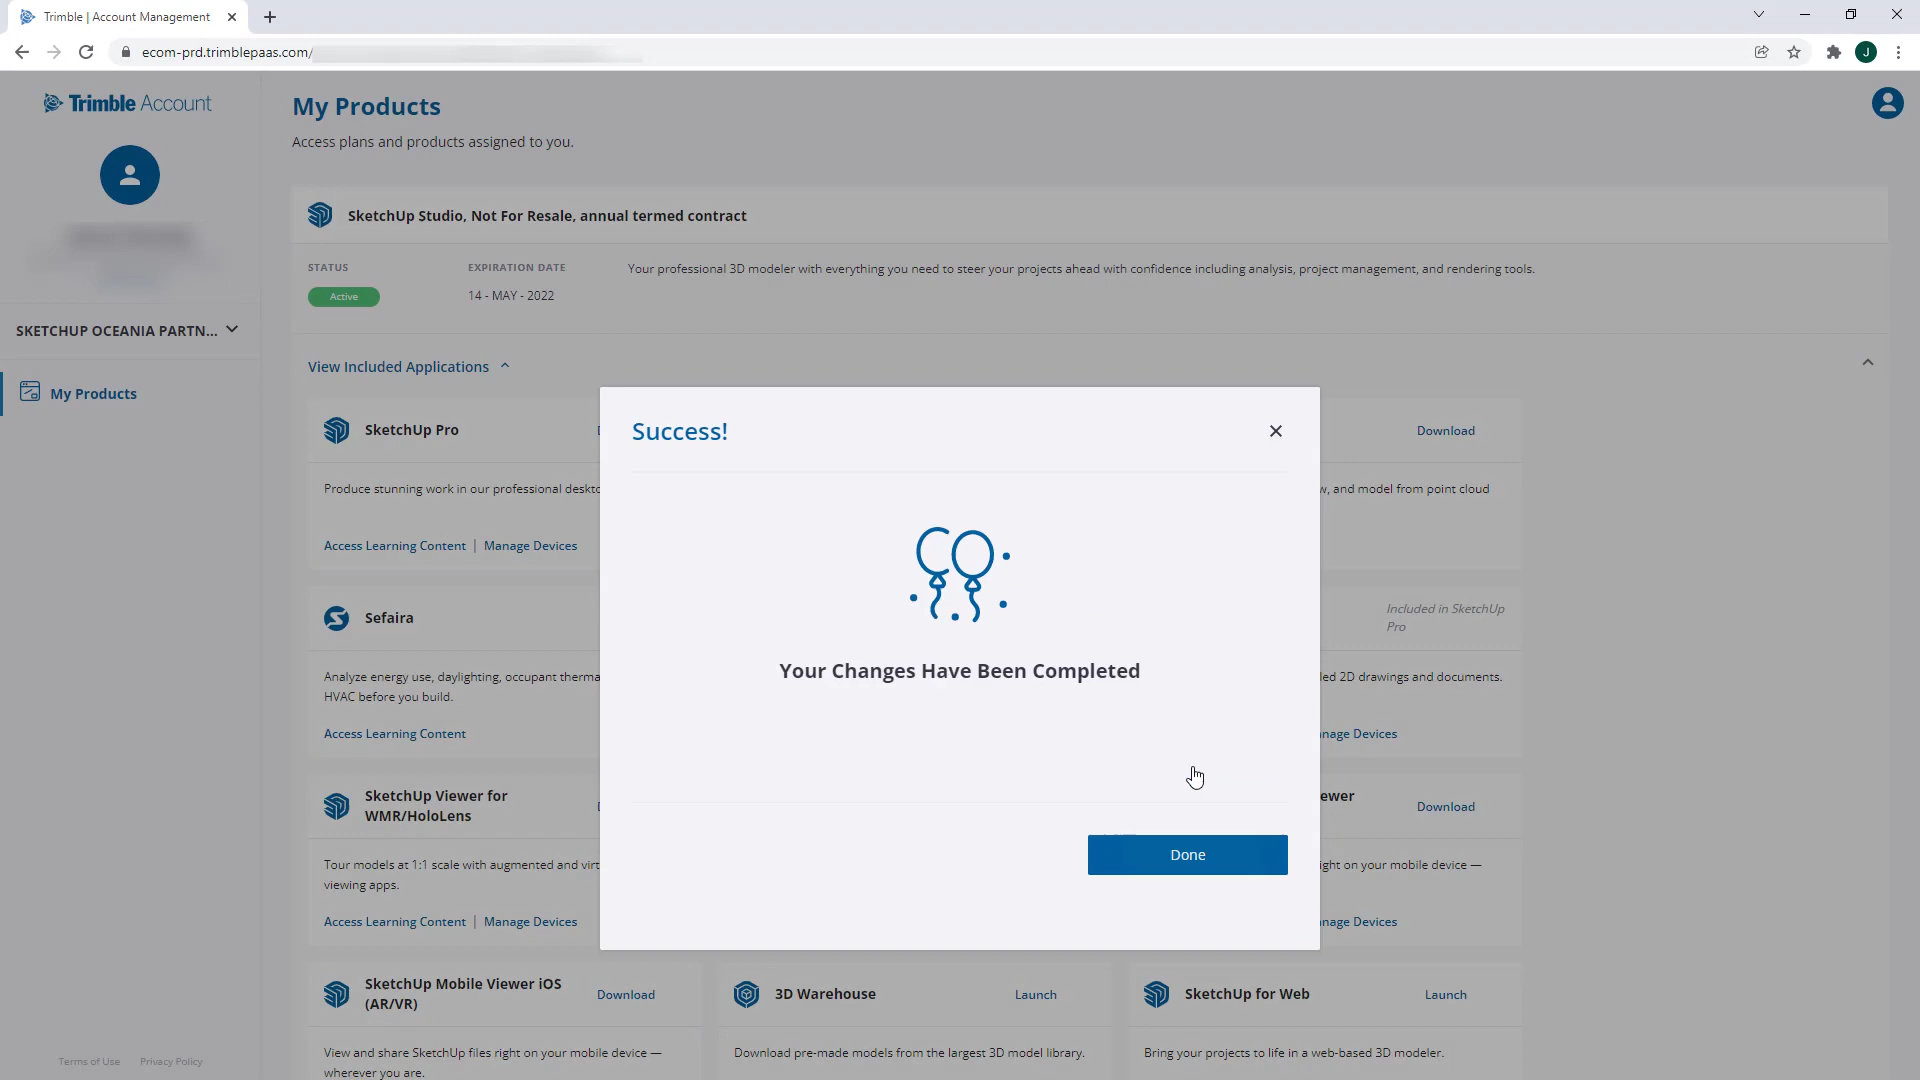 Trimble | Account Management
ecom-prd.trimblepaas.com/
J
Trimble Account
SKETCHUP OCEANIA PARTN...
My Products
Terms of Use
Privacy Policy
My Products
Access plans and products assigned to you.
SketchUp Studio, Not For Resale, annual termed contract
STATUS
Active
EXPIRATION DATE
14 - MAY - 2022
Your professional 3D modeler with everything you need to steer your projects ahead with confidence including analysis, project management, and rendering tools.
View Included Applications
SketchUp Pro
Download
Produce stunning work in our professional deskto
w, and model from point cloud
Access Learning Content | Manage Devices
Success!
Your Changes Have Been Completed
Done
Sefaira
Included in SketchUp
Pro
Analyze energy use, daylighting, occupant therma
HVAC before you build.
led 2D drawings and documents.
Access Learning Content
nage Devices
SketchUp Viewer for
WMR/HoloLens
ewer
Download
Tour models at 1:1 scale with augmented and virt
viewing apps.
ight on your mobile device —
Access Learning Content | Manage Devices
nage Devices
SketchUp Mobile Viewer iOS
(AR/VR)
Download
View and share SketchUp files right on your mobile device —
wherever you are.
3D Warehouse
Launch
Download pre-made models from the largest 3D model library.
SketchUp for Web
Launch
Bring your projects to life in a web-based 3D modeler.